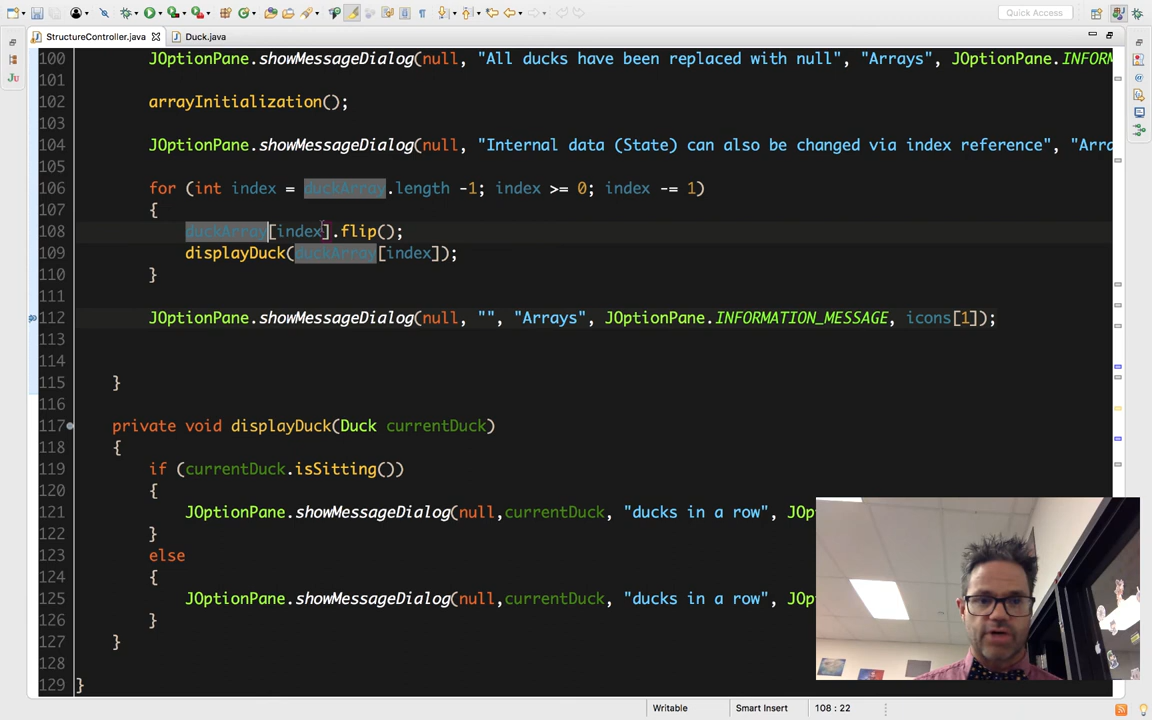 Quick Access
StructureController.java Duck.java
100 JOptionPane.showMessageDialog(null, "All ducks have been replaced with null", "Arrays", JOptionPane.INFORM
101
102 arrayInitialization();
103
104 JOptionPane.showMessageDialog(null, "Internal data (State) can also be changed via index reference", "Arra
105
106 for (int index = duckArray.length -1; index >= 0; index -= 1)
107 {
108 duckArray[index].flip();
109 displayDuck(duckArray[index]);
110 }
111
112 JOptionPane.showMessageDialog(null, "", "Arrays", JOptionPane.INFORMATION_MESSAGE, icons[1]);
113
114
115 }
116
117 private void displayDuck(Duck currentDuck)
118 {
119 if (currentDuck.isSitting())
120 {
121 JOptionPane.showMessageDialog(null,currentDuck, "ducks in a row", JOp
122 }
123 else
124 {
125 JOptionPane.showMessageDialog(null,currentDuck, "ducks in a row", JOp
126 }
127 }
128
129 }
Writable Smart Insert 108 : 22